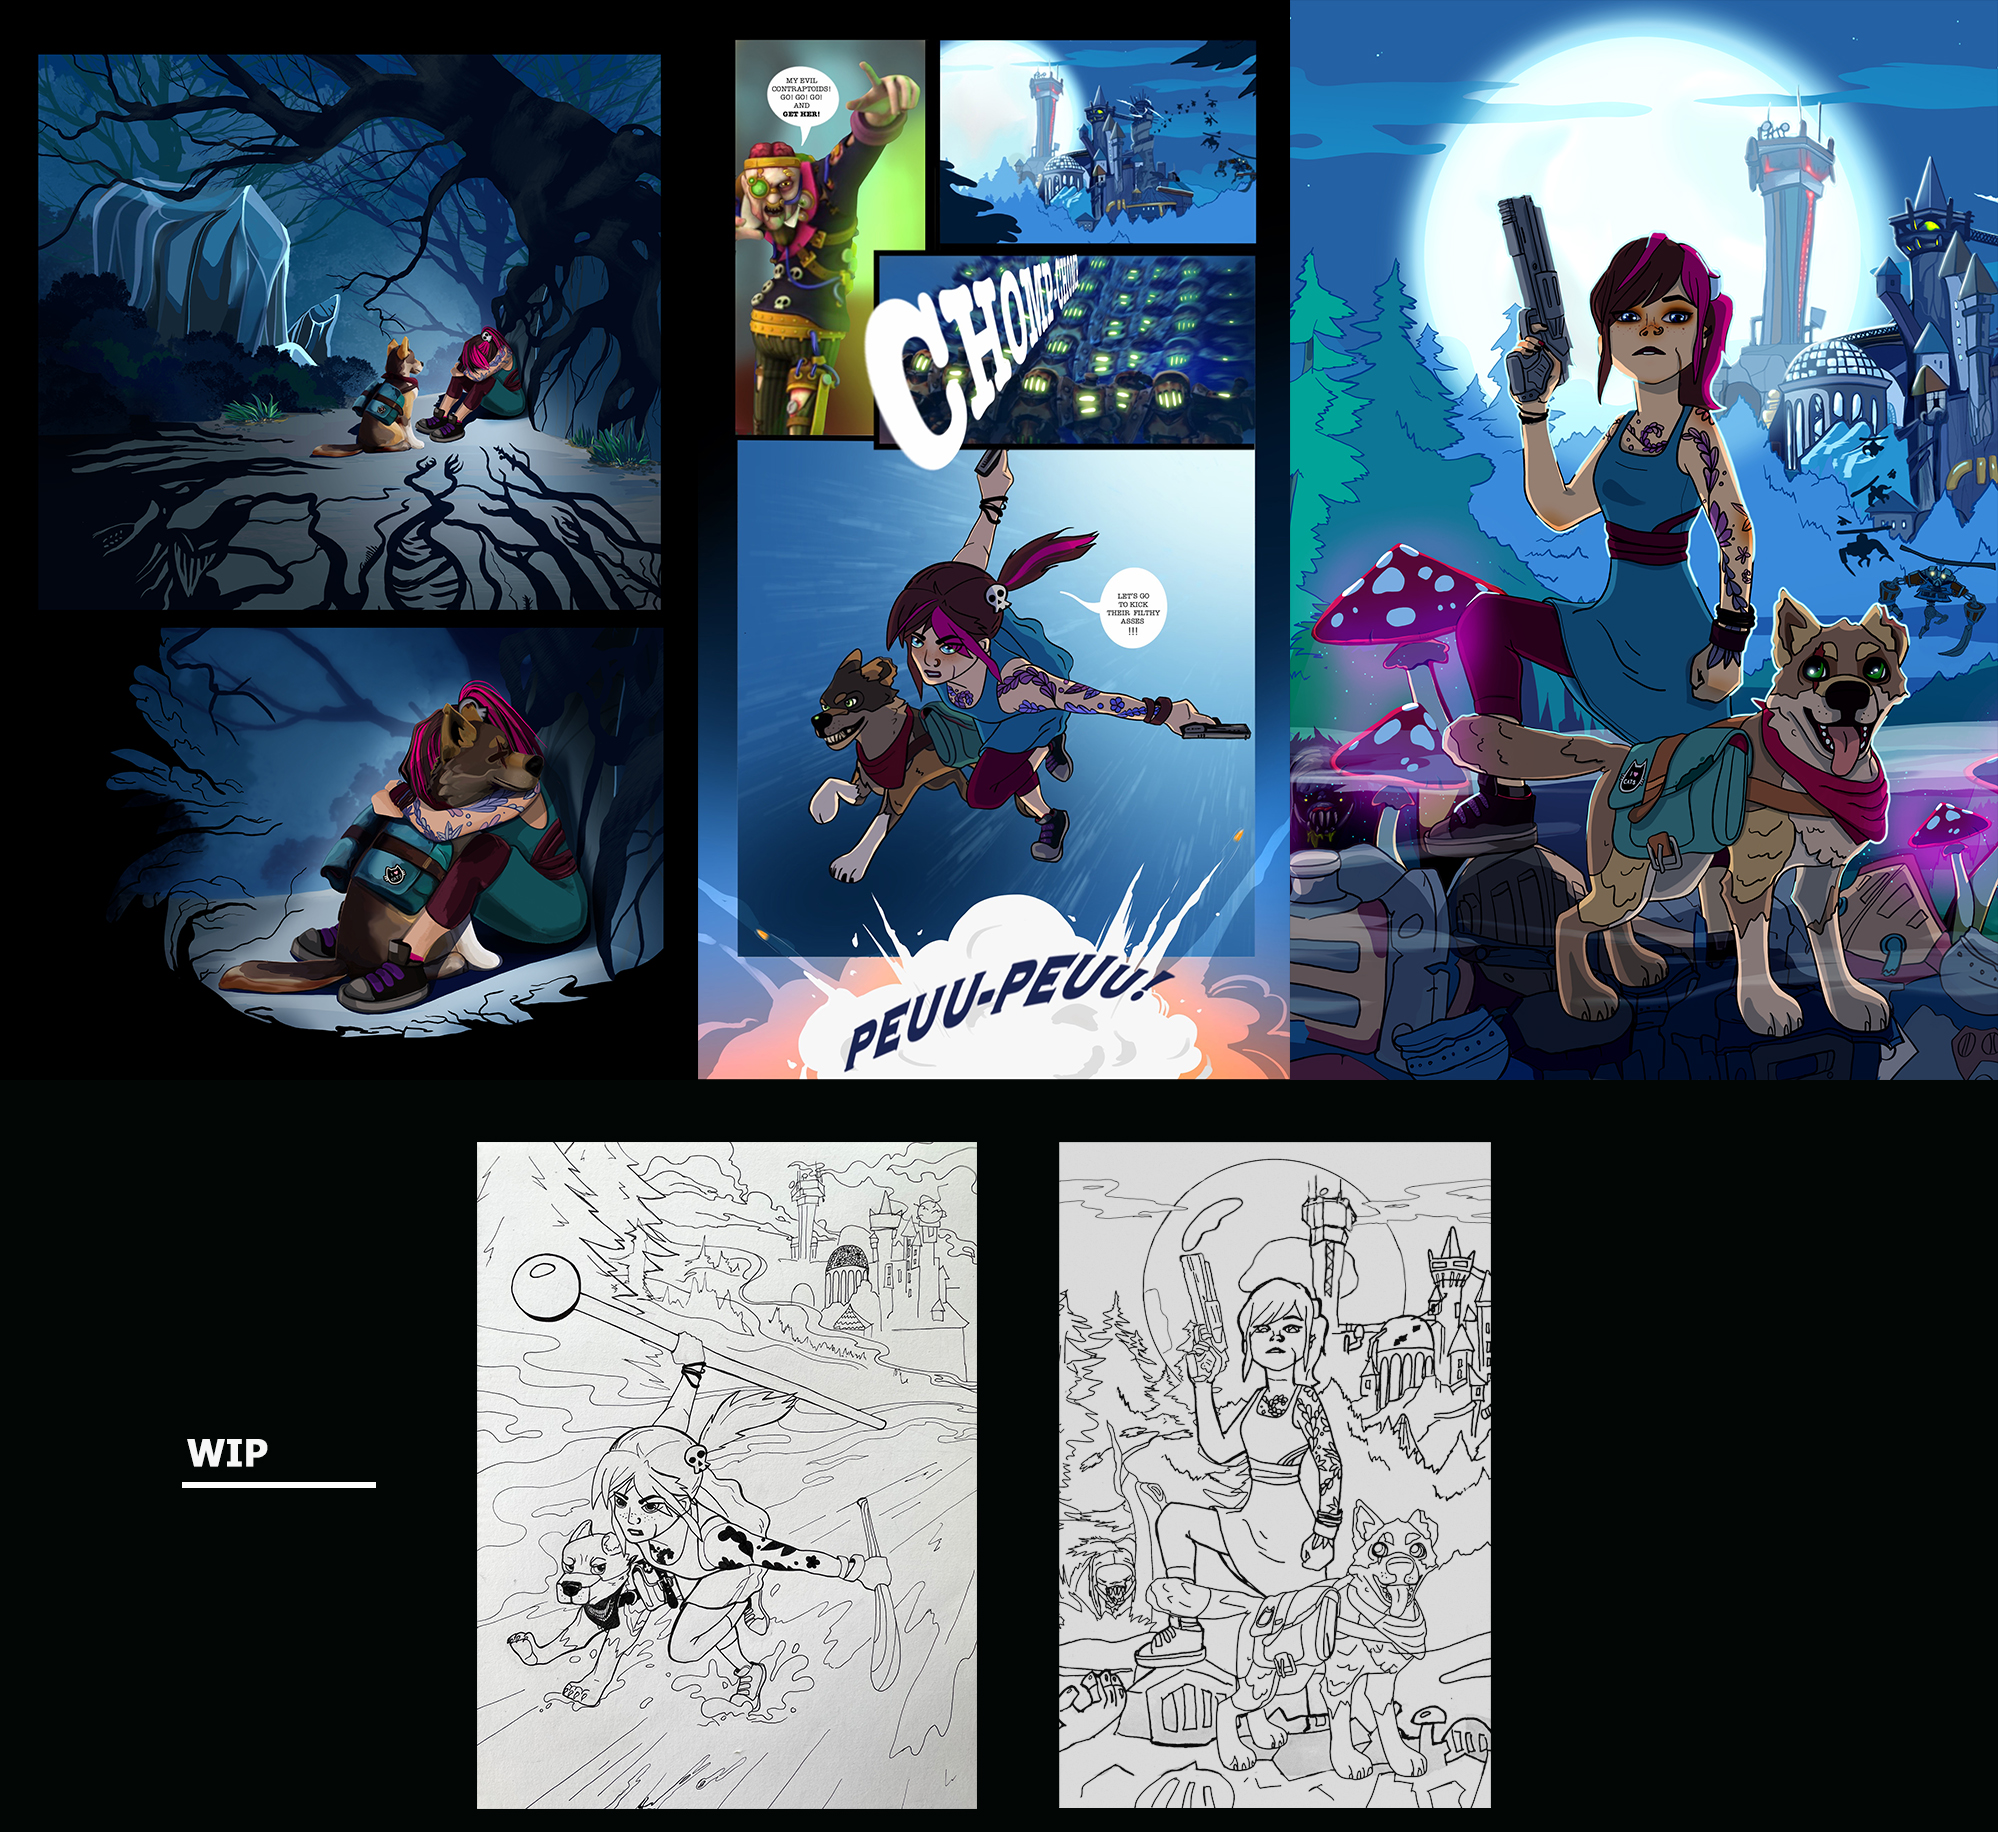 MY EVIL
CONTRAPTOIDS!
GO! GO! GO!
AND
GET HER!
CHOMP-CHOMP
LET'S GO
TO KICK
THEIR FILTHY
ASSES
!!!
PEUU-PEUU!
I ♥
CATS
WIP